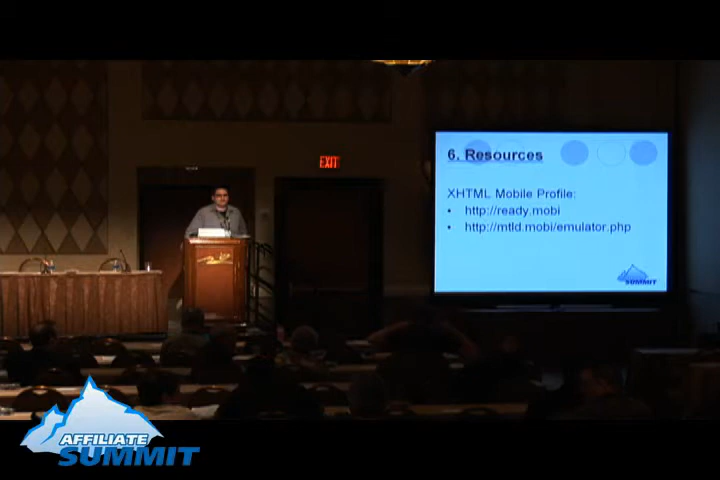 EXIT
6. Resources
XHTML Mobile Profile:
• http://ready.mobi
• http://mtld.mobi/emulator.php
SUMMIT
AFFILIATE
SUMMIT